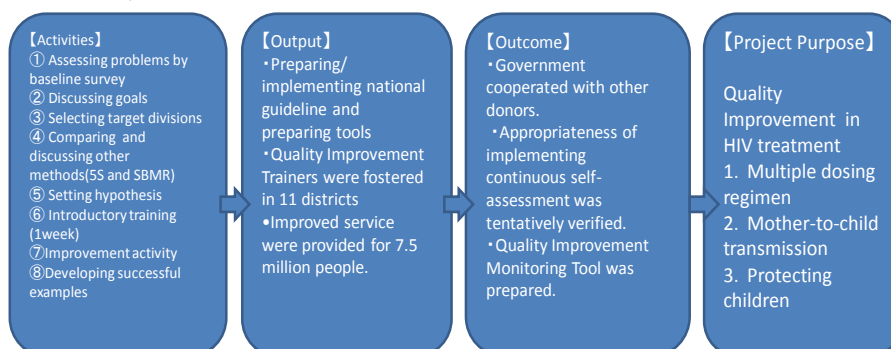 【Activities】
① Assessing problems by
baseline survey
② Discussing goals
③ Selecting target divisions
④ Comparing and
discussing other
methods(5S and SBMR)
⑤ Setting hypothesis
⑥ Introductory training
(1week)
⑦Improvement activity
⑧Developing successful
examples
【Output】
・Preparing/
implementing national
guideline and
preparing tools
・Quality Improvement
Trainers were fostered
in 11 districts
•Improved service
were provided for 7.5
million people.
【Outcome】
・Government
cooperated with other
donors.
・Appropriateness of
implementing
continuous self-
assessment was
tentatively verified.
・Quality Improvement
Monitoring Tool was
prepared.
【Project Purpose】
Quality
Improvement in
HIV treatment
1. Multiple dosing
regimen
2. Mother-to-child
transmission
3. Protecting
children